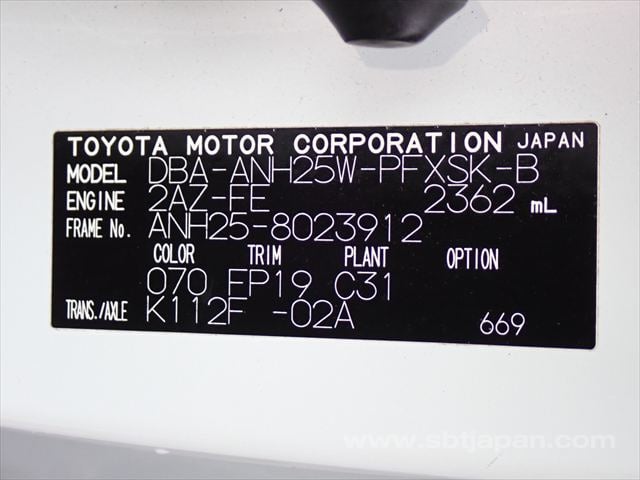 TOYOTA MOTOR CORPORATION JAPAN
MODEL DBA-ANH25W-PFXSK-B
ENGINE 2AZ-FE 2362 mL
FRAME No. ANH25-8023912
COLOR TRIM PLANT OPTION
070 FP19 C31
TRANS./AXLE K112F -02A 669
www.sbtjapan.com